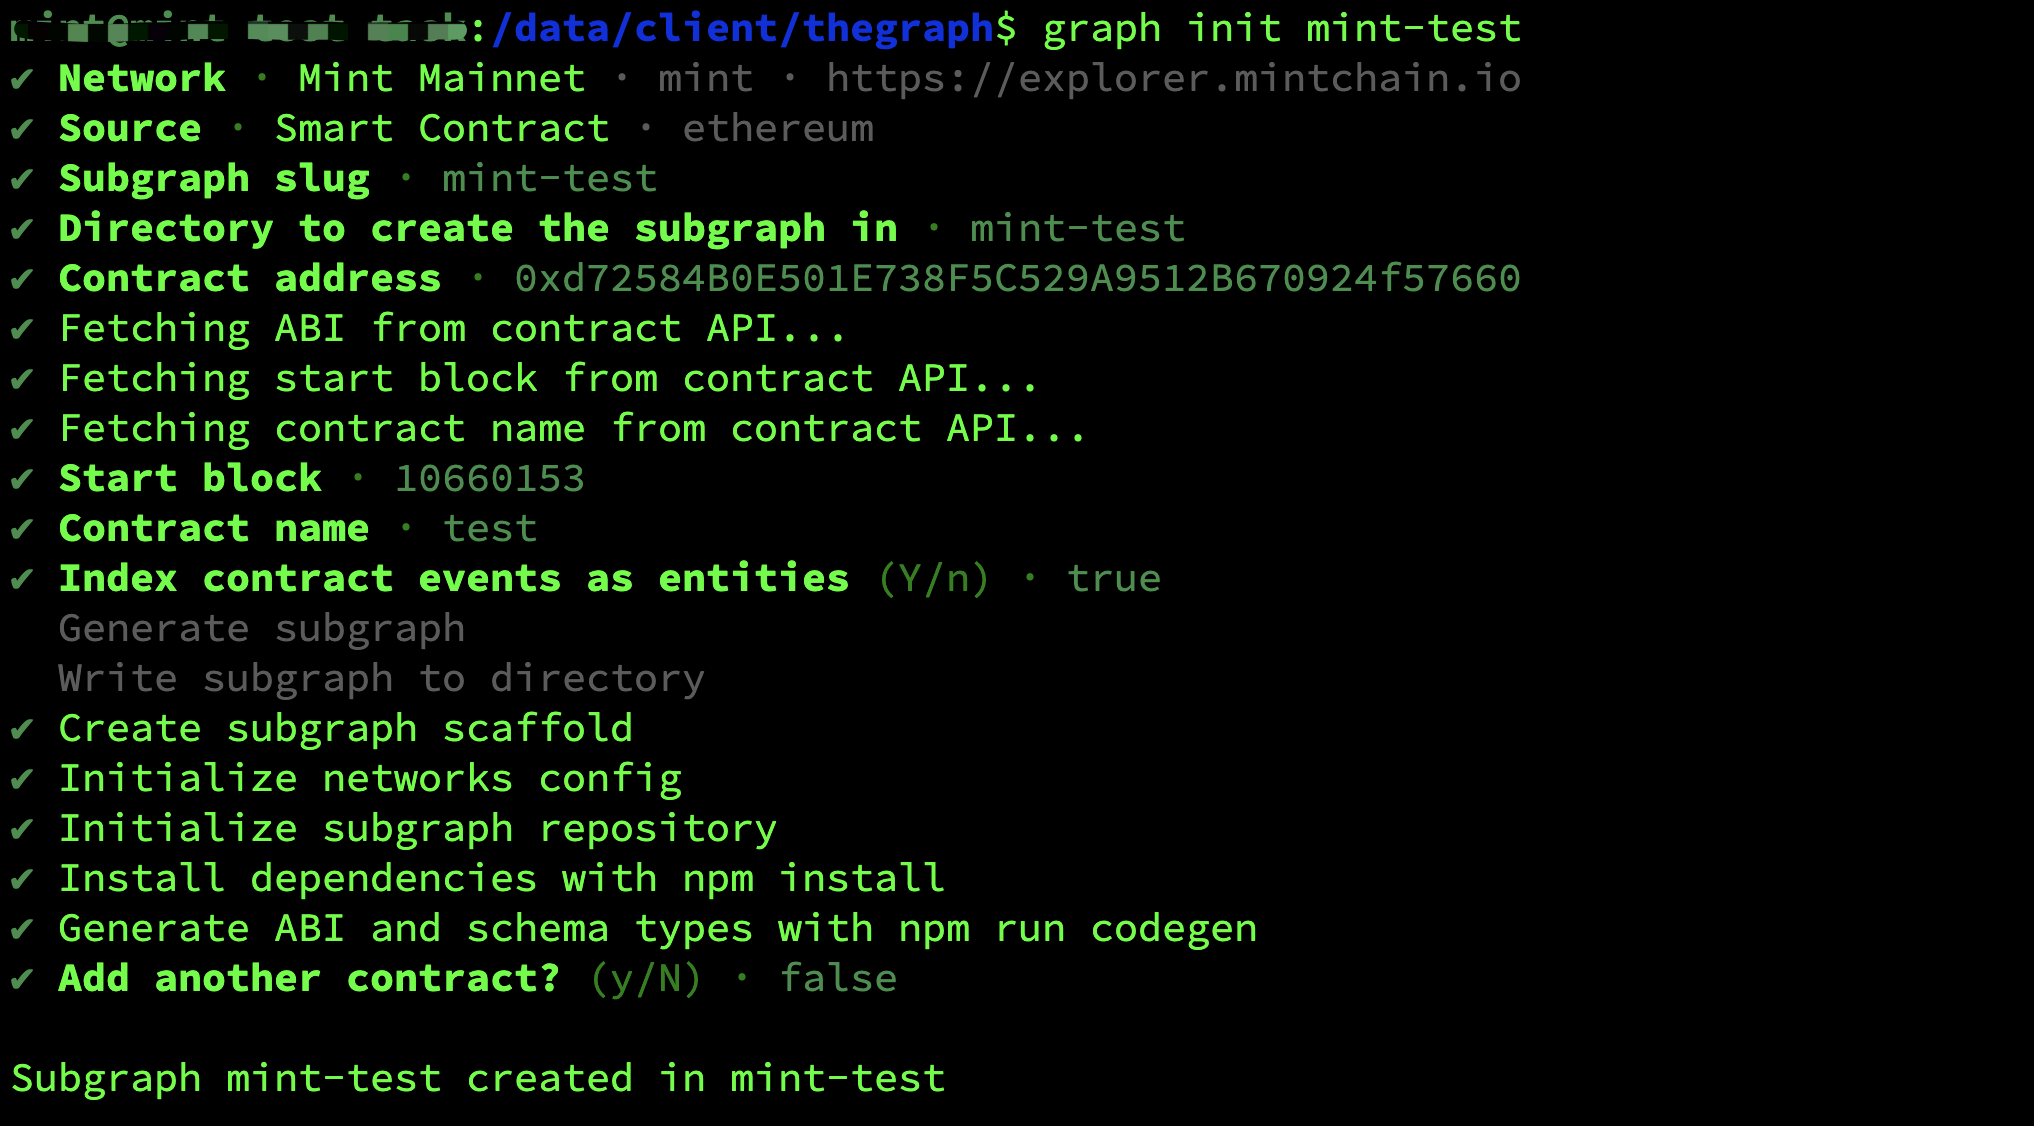 :/data/client/thegraph$ graph init mint-test
✔ Network · Mint Mainnet · mint · https://explorer.mintchain.io
✔ Source · Smart Contract · ethereum
✔ Subgraph slug · mint-test
✔ Directory to create the subgraph in · mint-test
✔ Contract address · 0xd72584B0E501E738F5C529A9512B670924f57660
✔ Fetching ABI from contract API...
✔ Fetching start block from contract API...
✔ Fetching contract name from contract API...
✔ Start block · 10660153
✔ Contract name · test
✔ Index contract events as entities (Y/n) · true
Generate subgraph
Write subgraph to directory
✔ Create subgraph scaffold
✔ Initialize networks config
✔ Initialize subgraph repository
✔ Install dependencies with npm install
✔ Generate ABI and schema types with npm run codegen
✔ Add another contract? (y/N) · false
Subgraph mint-test created in mint-test